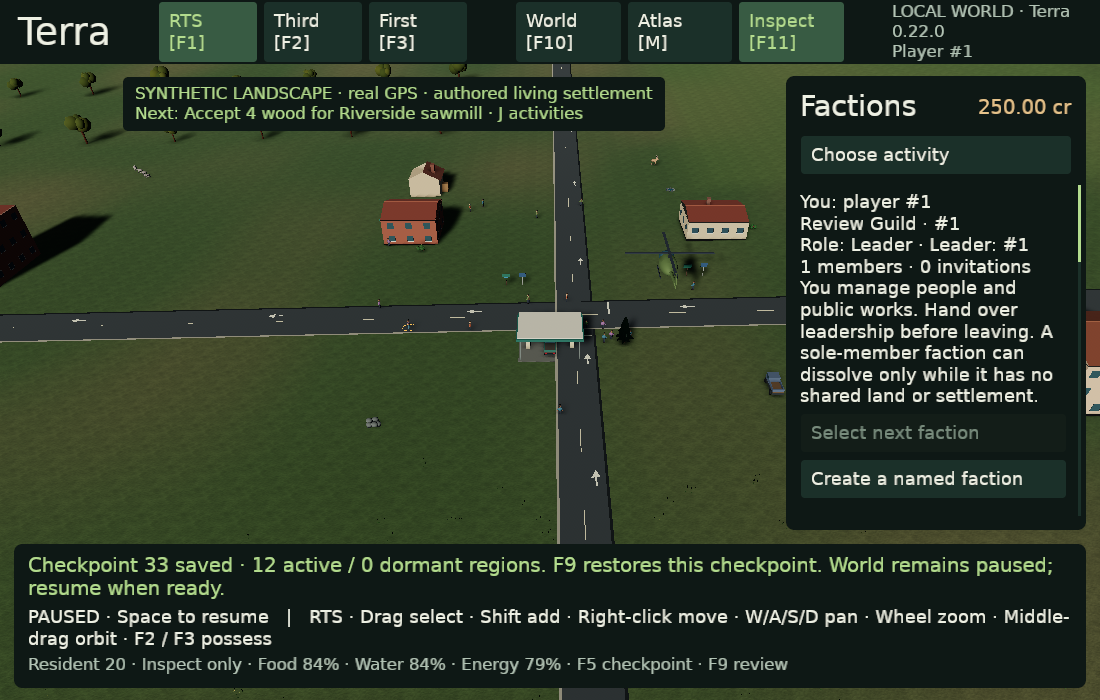 Terra
RTS
[F1]
Third
[F2]
First
[F3]
World
[F10]
Atlas
[M]
Inspect
[F11]
LOCAL WORLD · Terra
0.22.0
Player #1
SYNTHETIC LANDSCAPE · real GPS · authored living settlement
Next: Accept 4 wood for Riverside sawmill · J activities
Factions
250.00 cr
Choose activity
You: player #1
Review Guild · #1
Role: Leader · Leader: #1
1 members · 0 invitations
You manage people and
public works. Hand over
leadership before leaving. A
sole-member faction can
dissolve only while it has no
shared land or settlement.
Select next faction
Create a named faction
Checkpoint 33 saved · 12 active / 0 dormant regions. F9 restores this checkpoint. World remains paused;
resume when ready.
PAUSED · Space to resume | RTS · Drag select · Shift add · Right-click move · W/A/S/D pan · Wheel zoom · Middle-
drag orbit · F2 / F3 possess
Resident 20 · Inspect only · Food 84% · Water 84% · Energy 79% · F5 checkpoint · F9 review